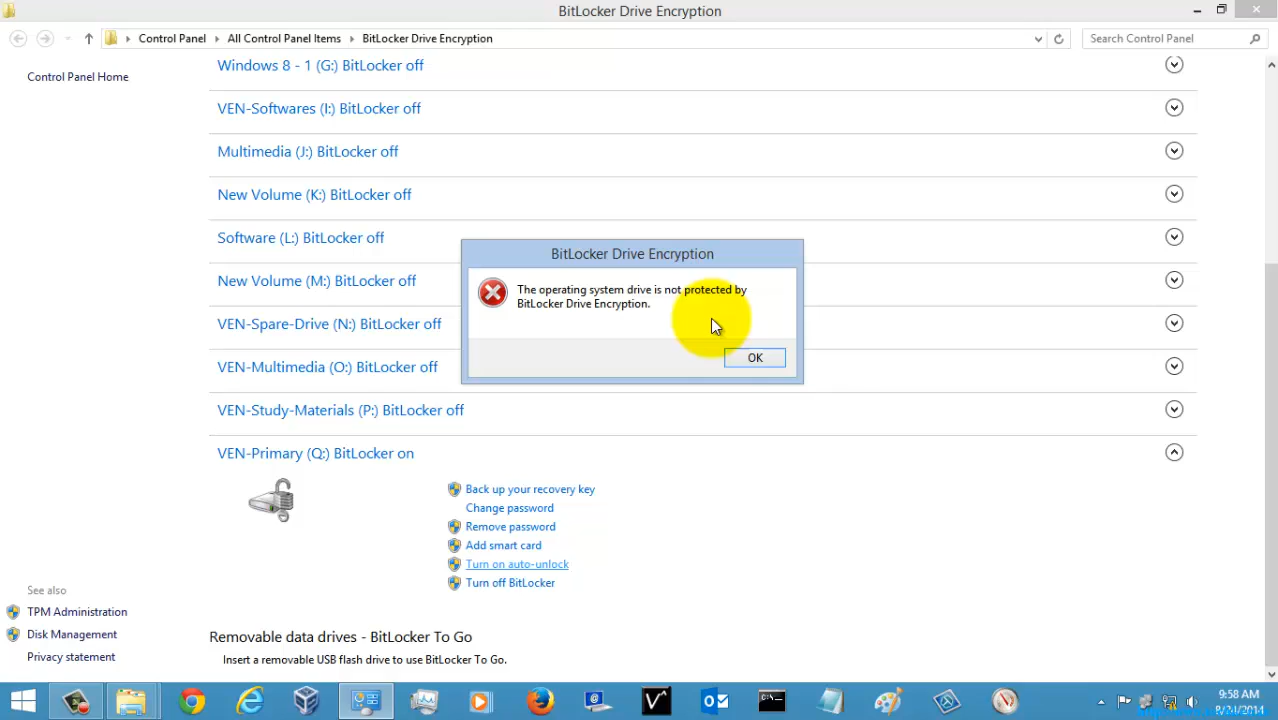 BitLocker Drive Encryption
Control Panel
All Control Panel Items
BitLocker Drive Encryption
Search Control Panel
Control Panel Home
Windows 8 - 1 (G:) BitLocker off
VEN-Softwares (I:) BitLocker off
Multimedia (J:) BitLocker off
New Volume (K:) BitLocker off
Software (L:) BitLocker off
New Volume (M:) BitLocker off
VEN-Spare-Drive (N:) BitLocker off
VEN-Multimedia (O:) BitLocker off
VEN-Study-Materials (P:) BitLocker off
VEN-Primary (Q:) BitLocker on
BitLocker Drive Encryption
The operating system drive is not protected by
BitLocker Drive Encryption.
OK
Back up your recovery key
Change password
Remove password
Add smart card
Turn on auto-unlock
Turn off BitLocker
See also
TPM Administration
Disk Management
Privacy statement
Removable data drives - BitLocker To Go
Insert a removable USB flash drive to use BitLocker To Go.
9:58 AM
8/24/2014